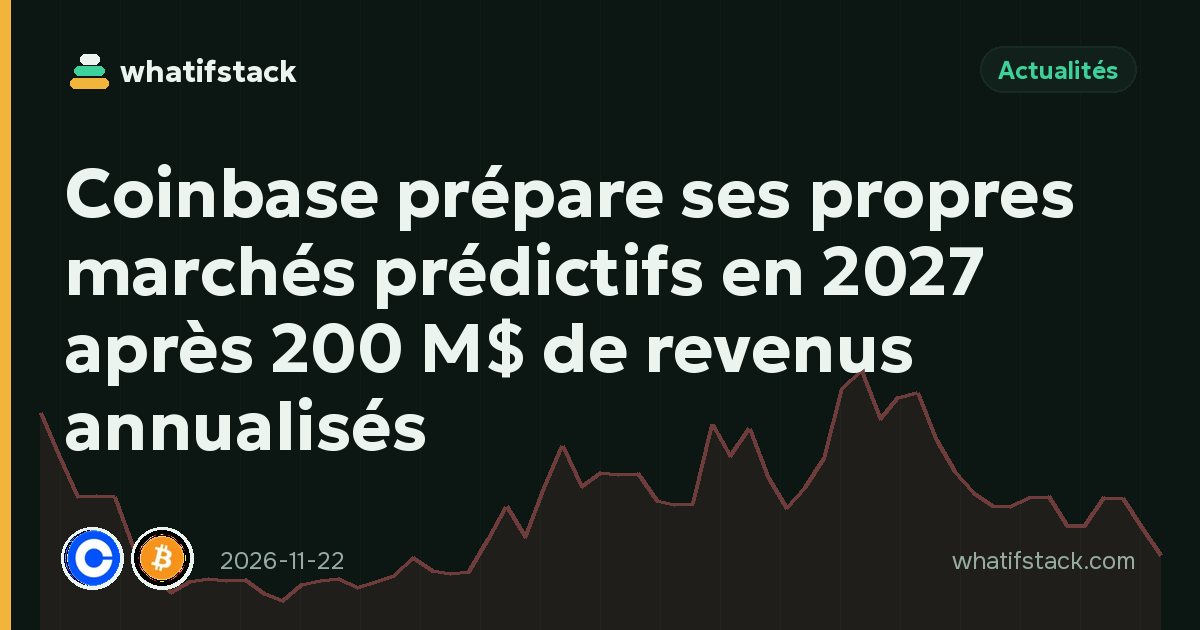 whatifstack
Actualités
Coinbase prépare ses propres
marchés prédictifs en 2027
après 200 M$ de revenus
annualisés
2026-11-22
whatifstack.com